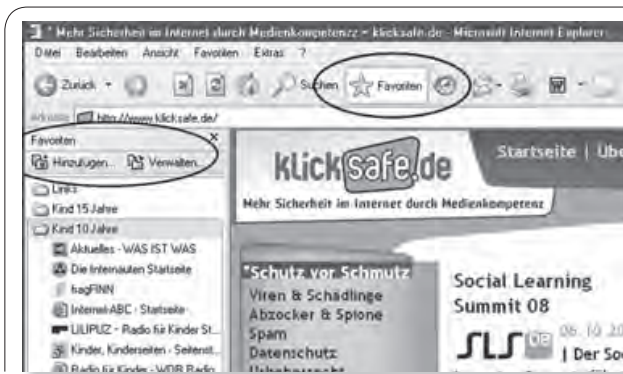 * Mehr Sicherheit im Internet durch Medienkompetenz - klicksafe.de - Microsoft Internet Explorer
Datei Bearbeiten Ansicht Favoriten Extras ?
Zurück Suchen Favoriten
http://www.klicksafe.de/
Favoriten x
Hinzufügen... Verwalten...
Links
Kind 15 Jahre
Kind 10 Jahre
Aktuelles - WAS IST WAS
Die Internauten Startseite
fragFINN
Internet-ABC - Startseite
LILIPUZ - Radio für Kinder St...
Kinder, Kinderseiten - Seitenst...
Radio für Kinder - WDR Radio
klicksafe.de
Mehr Sicherheit im Internet durch Medienkompetenz
Startseite | Übe
*Schutz vor Schmutz
Viren & Schädlinge
Abzocker & Spione
Spam
Datenschutz
Urheberrecht
Social Learning
Summit 08
SLS 08 06.10.20
| Der Soc